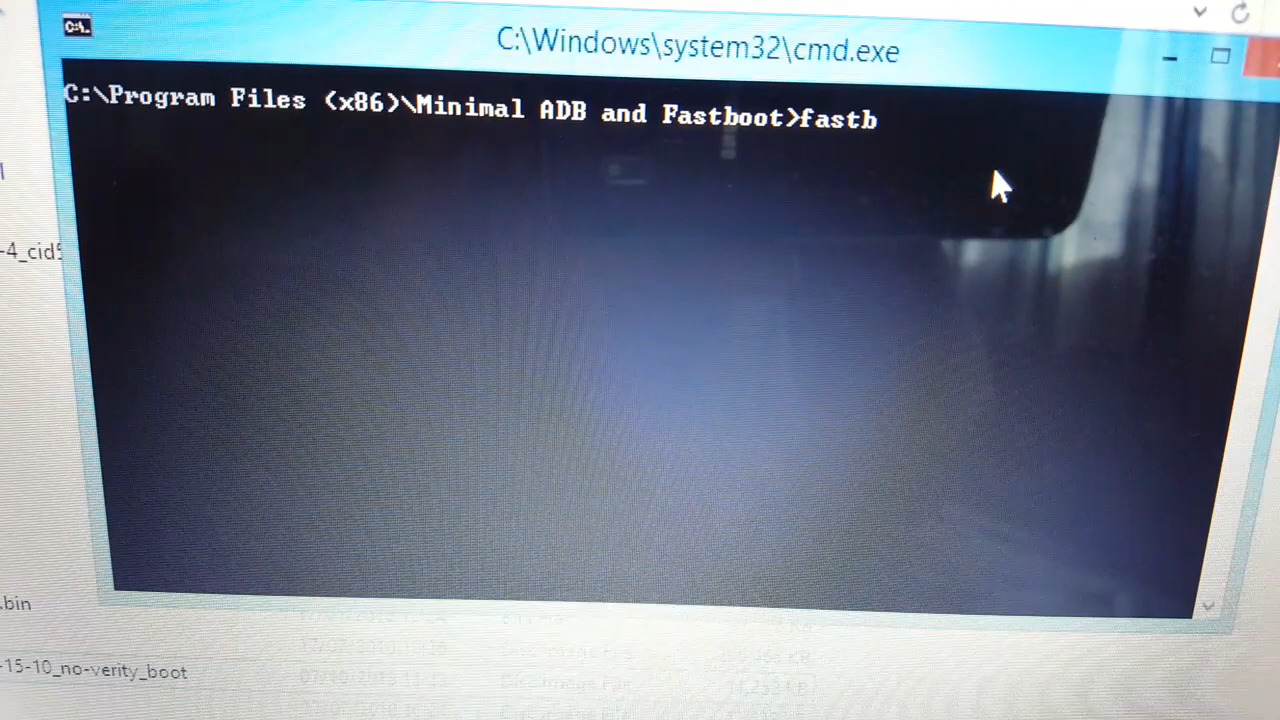 C:\Windows\system32\cmd.exe
C:\Program Files (x86)\Minimal ADB and Fastboot>fastb
-4_cid
.bin
-15-10_no-verity_boot